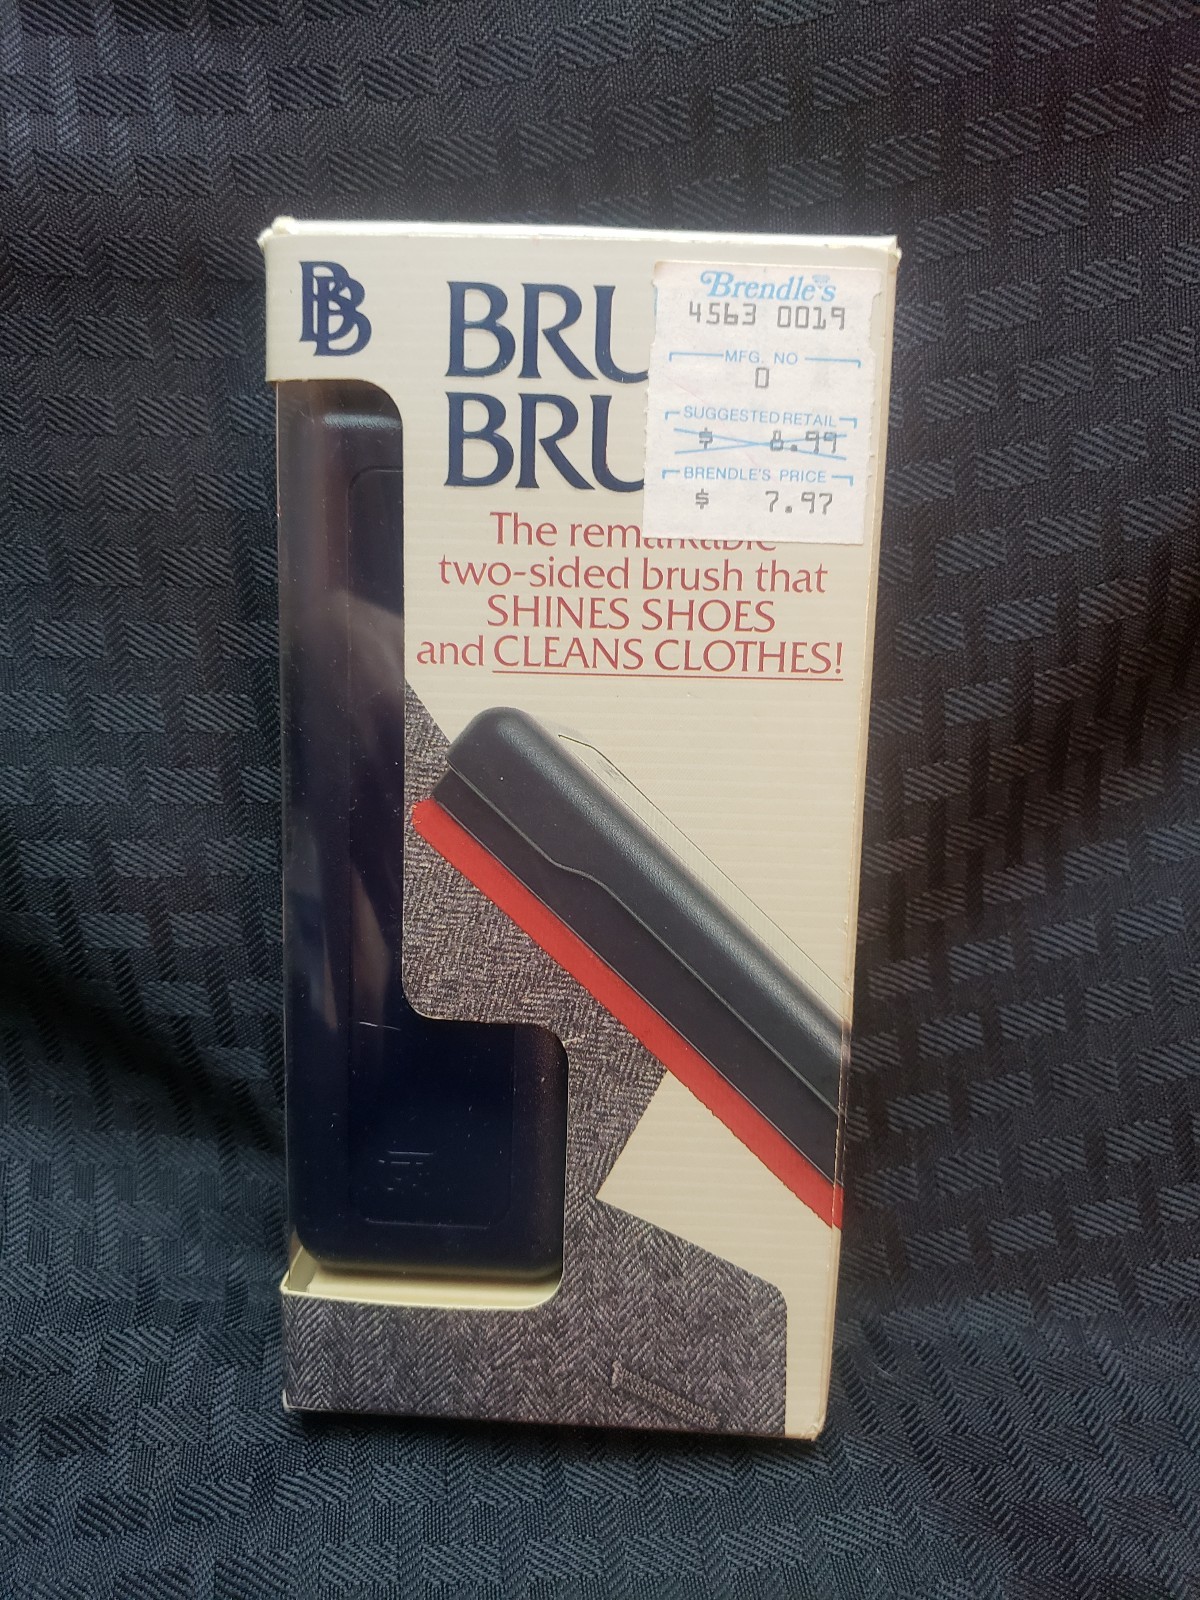 BB
BRU
BRU
Brendle's
4563 0019
MFG. NO
0
SUGGESTED RETAIL
$ 8.99
BRENDLE'S PRICE
$ 7.97
The remarkable
two-sided brush that
SHINES SHOES
and CLEANS CLOTHES!